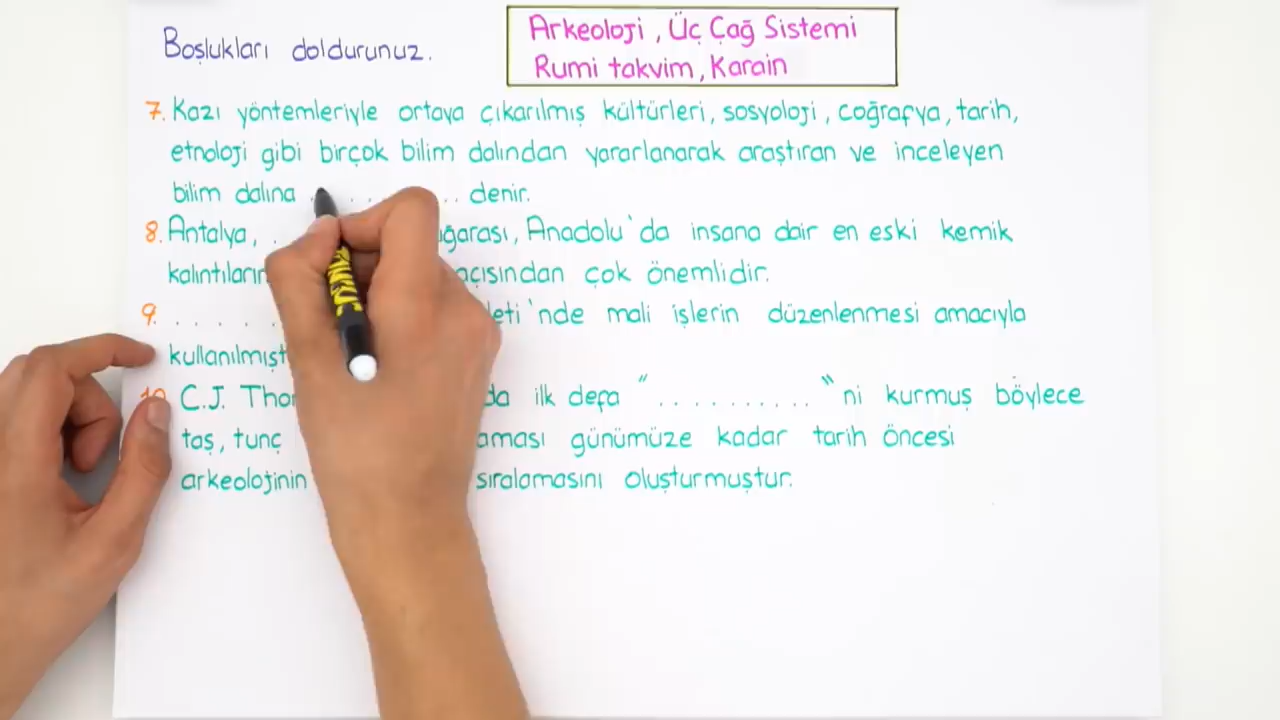 Boşlukları doldurunuz.
Arkeoloji, Üç Çağ Sistemi
Rumi takvim, Karain
7. Kazı yöntemleriyle ortaya çıkarılmış kültürleri, sosyoloji, coğrafya, tarih,
etnoloji gibi birçok bilim dalından yararlanarak araştıran ve inceleyen
bilim dalına . . . . denir.
8. Antalya, . ğarası, Anadolu'da insana dair en eski kemik
kalıntıların açısından çok önemlidir.
9. . . . . . leti'nde mali işlerin düzenlenmesi amacıyla
kullanılmışt
10. C.J. Tho da ilk defa " . . . . . . . . . . " ni kurmuş böylece
taş, tunç aması günümüze kadar tarih öncesi
arkeolojinin sıralamasını oluşturmuştur.